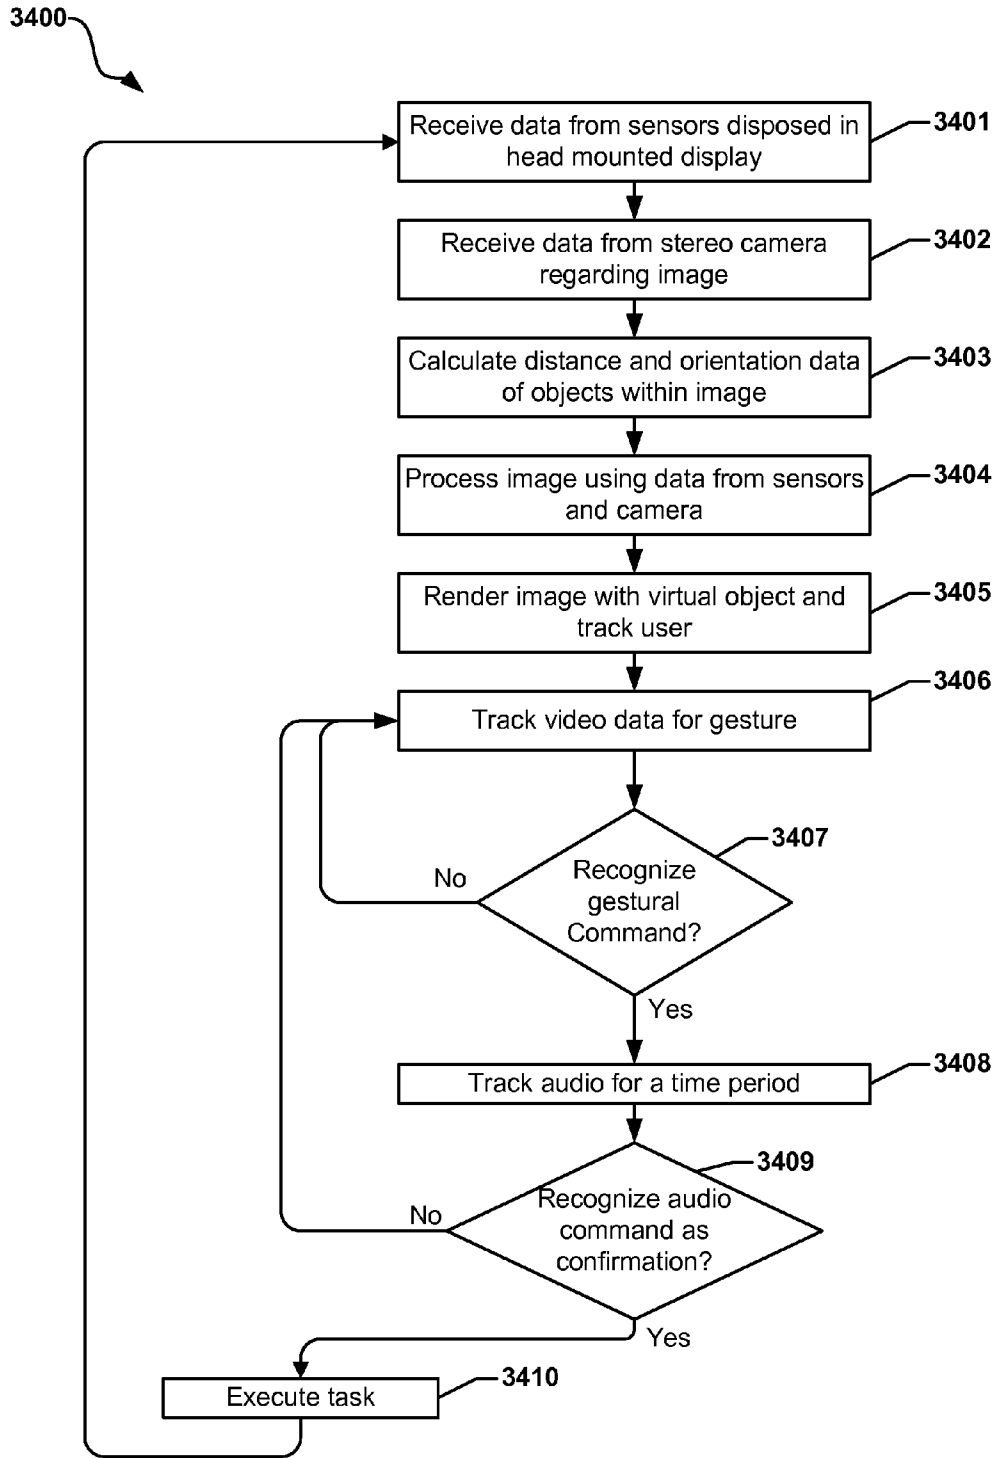 3400
Receive data from sensors disposed in
head mounted display
3401
Receive data from stereo camera
regarding image
3402
Calculate distance and orientation data
of objects within image
3403
Process image using data from sensors
and camera
3404
Render image with virtual object and
track user
3405
Track video data for gesture
3406
Recognize
gestural
Command?
3407
No
Yes
Track audio for a time period
3408
Recognize audio
command as
confirmation?
3409
No
Yes
Execute task
3410